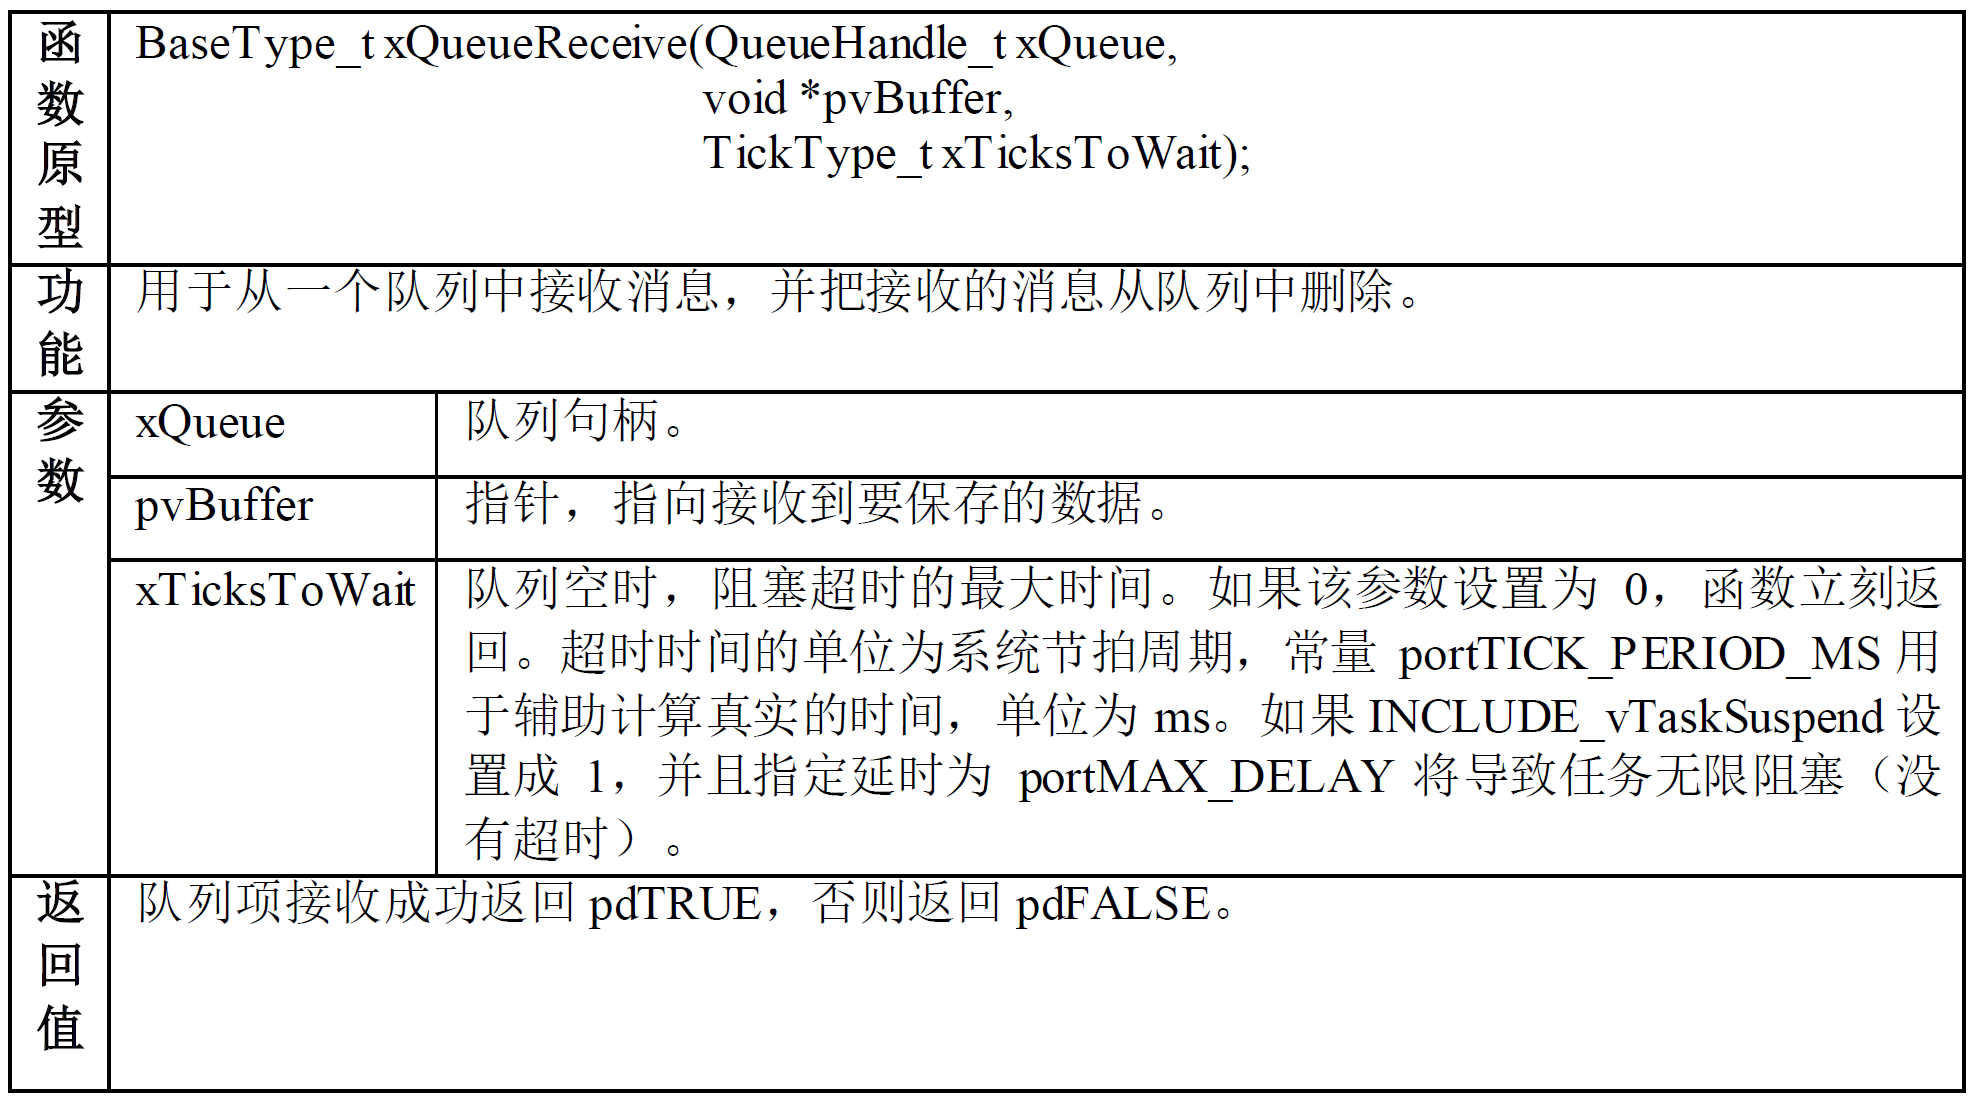 函数原型
BaseType_t xQueueReceive(QueueHandle_t xQueue,
void *pvBuffer,
TickType_t xTicksToWait);
功能
用于从一个队列中接收消息，并把接收的消息从队列中删除。
参数
xQueue
队列句柄。
pvBuffer
指针，指向接收到要保存的数据。
xTicksToWait
队列空时，阻塞超时的最大时间。如果该参数设置为 0，函数立刻返
回。超时时间的单位为系统节拍周期，常量 portTICK_PERIOD_MS 用
于辅助计算真实的时间，单位为 ms。如果 INCLUDE_vTaskSuspend 设
置成 1，并且指定延时为 portMAX_DELAY 将导致任务无限阻塞（没
有超时）。
返回值
队列项接收成功返回 pdTRUE，否则返回 pdFALSE。